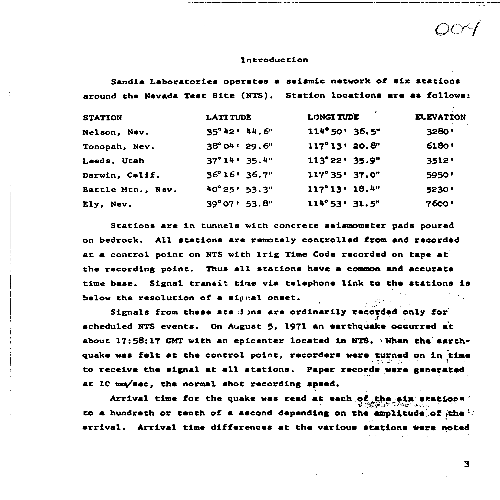 004
Introduction
Sandia Laboratories operates a seismic network of six stations
around the Nevada Test Site (NTS). Station locations are as follows:
STATION LATITUDE LONGITUDE ELEVATION
Nelson, Nev. 35°42' 44.6" 114°50' 36.5" 3280'
Tonopah, Nev. 38°04' 29.6" 117°13' 20.8" 6180'
Leeds, Utah 37°14' 35.4" 113°22' 35.9" 3512'
Darwin, Calif. 36°16' 36.7" 117°35' 37.0" 5950'
Battle Mtn., Nev. 40°25' 53.3" 117°13' 18.4" 5230'
Ely, Nev. 39°07' 53.8" 114°53' 31.5" 7600'
Stations are in tunnels with concrete seismometer pads poured
on bedrock. All stations are remotely controlled from and recorded
at a control point on NTS with Irig Time Code recorded on tape at
the recording point. Thus all stations have a common and accurate
time base. Signal transit time via telephone link to the stations is
below the resolution of a signal onset.
Signals from these stations are ordinarily recorded only for
scheduled NTS events. On August 5, 1971 an earthquake occurred at
about 17:58:17 GMT with an epicenter located in NTS. When the earth-
quake was felt at the control point, recorders were turned on in time
to receive the signal at all stations. Paper records were generated
at 10 mm/sec, the normal shot recording speed.
Arrival time for the quake was read at each of the six stations
to a hundreth or tenth of a second depending on the amplitude of the
arrival. Arrival time differences at the various stations were noted
3